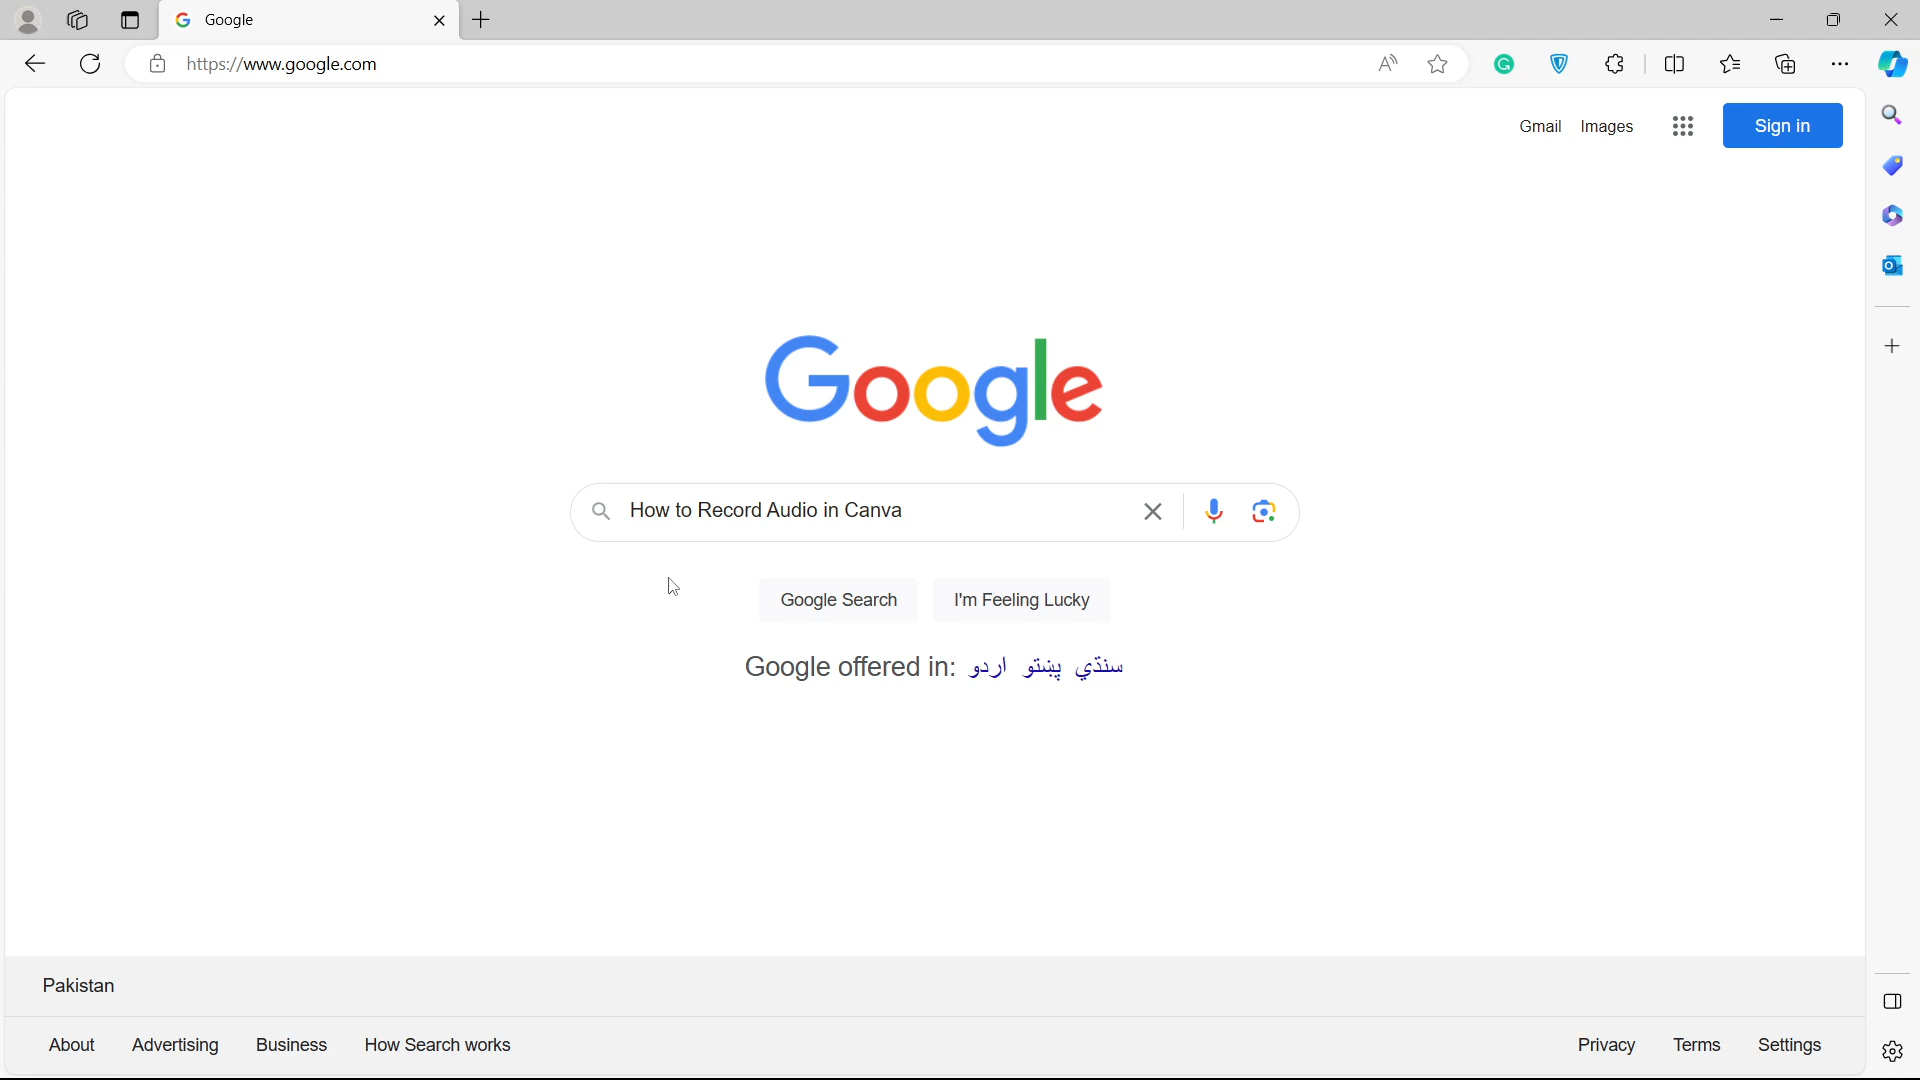 Google
https://www.google.com
Gmail Images Sign in
Google
How to Record Audio in Canva
Google Search I'm Feeling Lucky
Google offered in: اردو پښتو سنڌي
Pakistan
About Advertising Business How Search works Privacy Terms Settings